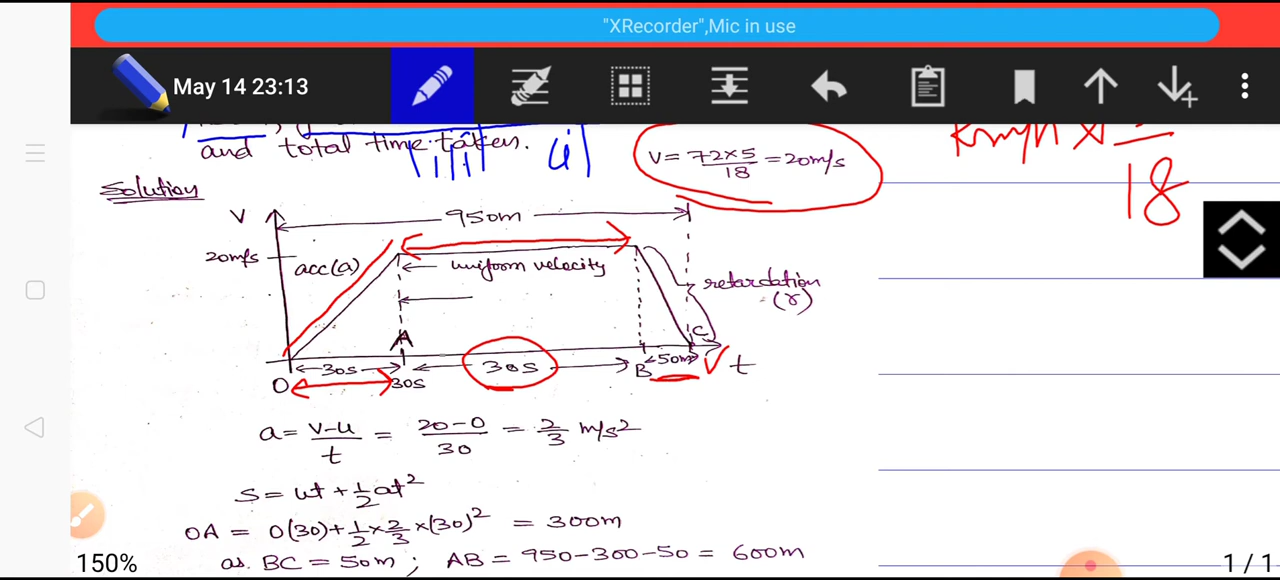 "XRecorder",Mic in use
May 14 23:13
and total time taken.
V = 72×5/18 = 20m/s
18
Solution
V
950m
20m/s
acc(a)
uniform velocity
retardation
(r)
A
C
30s
30s
B
50m
t
O
30s
a = v-u/t = 20-0/30 = 2/3 m/s²
S = ut + 1/2 at²
OA = 0(30) + 1/2 × 2/3 × (30)² = 300m
as. BC = 50m ; AB = 950-300-50 = 600m
150%
1 / 1